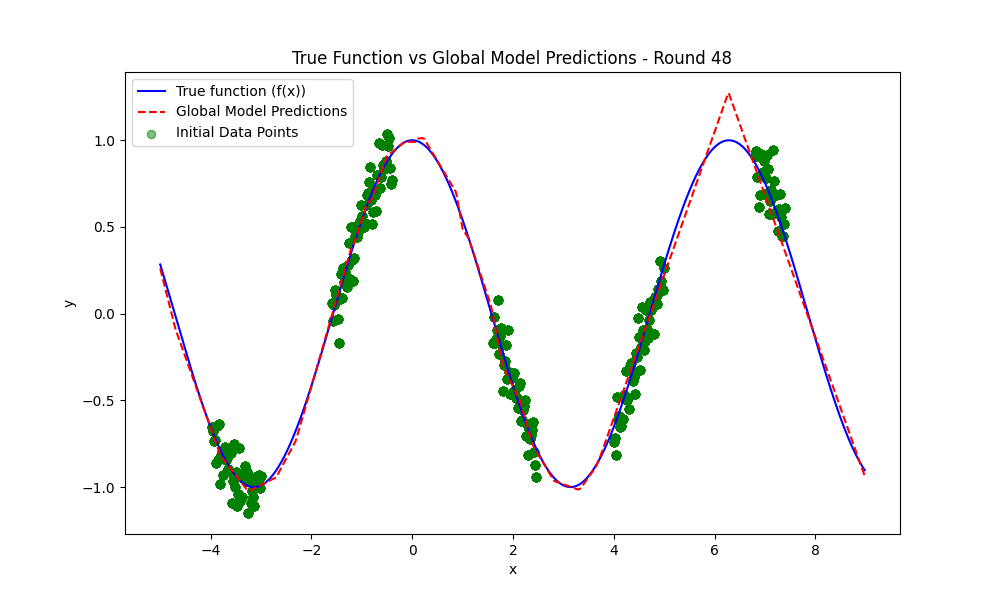 True Function vs Global Model Predictions - Round 48
True function (f(x))
Global Model Predictions
Initial Data Points
1.0
0.5
0.0
−0.5
−1.0
y
−4
−2
0
2
4
6
8
x